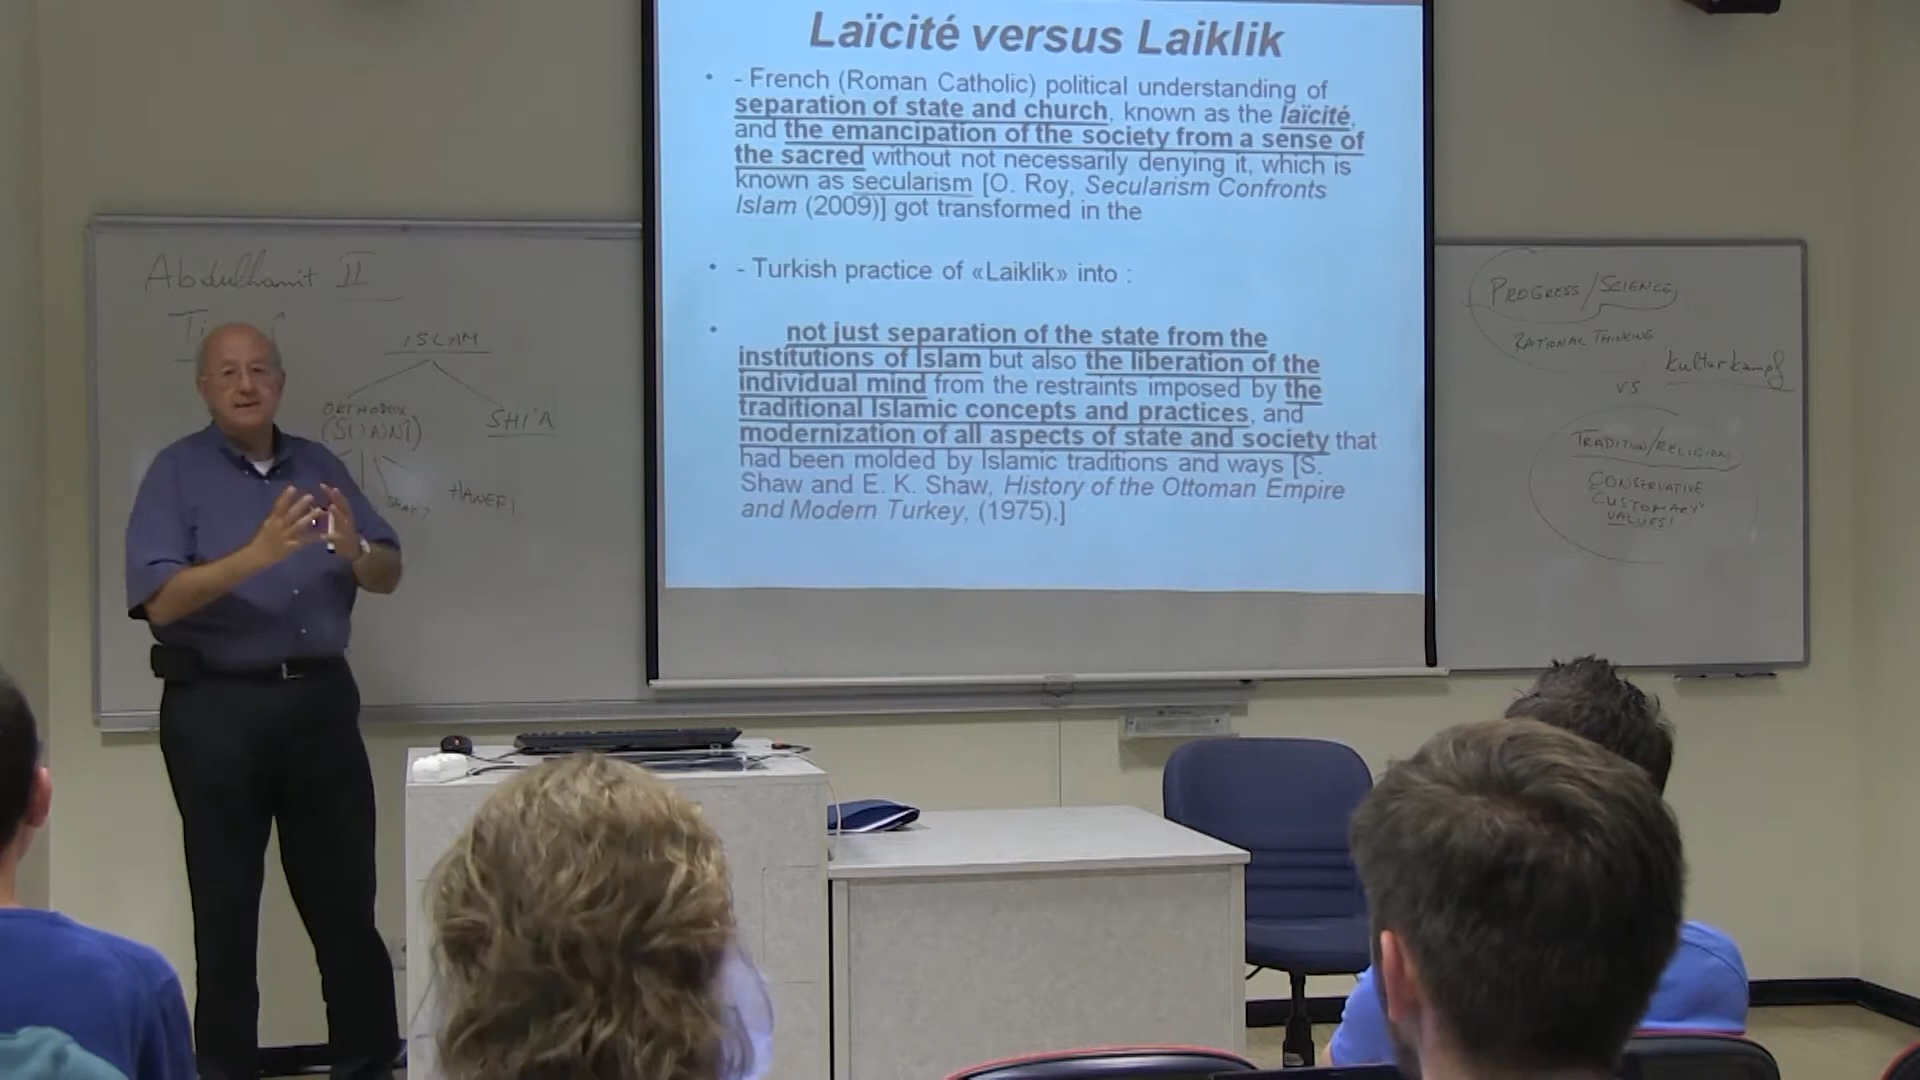 Laïcité versus Laiklik
• - French (Roman Catholic) political understanding of
separation of state and church, known as the laïcité,
and the emancipation of the society from a sense of
the sacred without not necessarily denying it, which is
known as secularism [O. Roy, Secularism Confronts
Islam (2009)] got transformed in the
• - Turkish practice of «Laiklik» into :
• not just separation of the state from the
institutions of Islam but also the liberation of the
individual mind from the restraints imposed by the
traditional Islamic concepts and practices, and
modernization of all aspects of state and society that
had been molded by Islamic traditions and ways [S.
Shaw and E. K. Shaw, History of the Ottoman Empire
and Modern Turkey, (1975).]
Abdulhamit II
ISLAM
ORTHODOX
(SUNNÎ)
SHI'A
HANEFI
PROGRESS/SCIENCE
RATIONAL THINKING
VS
kulturkampf
TRADITION/RELIGION
CONSERVATIVE
CUSTOMARY
VALUES